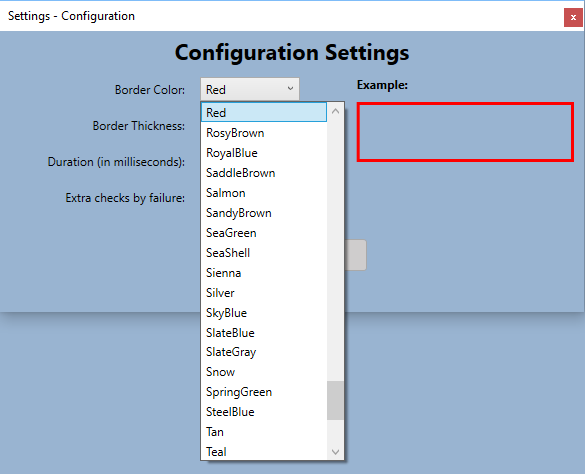 Settings - Configuration
x
Configuration Settings
Border Color:
Red
Example:
Border Thickness:
Duration (in milliseconds):
Extra checks by failure:
Red
RosyBrown
RoyalBlue
SaddleBrown
Salmon
SandyBrown
SeaGreen
SeaShell
Sienna
Silver
SkyBlue
SlateBlue
SlateGray
Snow
SpringGreen
SteelBlue
Tan
Teal